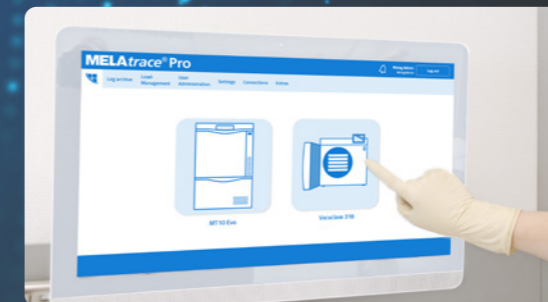 MELAtrace® Pro
Log archive
Load Management
User Administration
Settings
Connections
Extras
Log out
MT10 Evo
Vacuclave 318